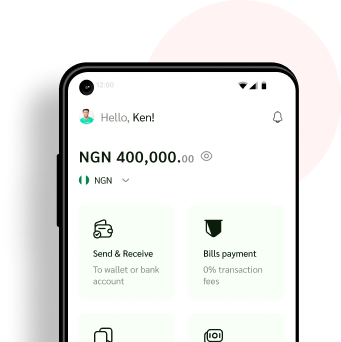 12:00
Hello, Ken!
NGN 400,000.00
NGN
Send & Receive
To wallet or bank
account
Bills payment
0% transaction
fees